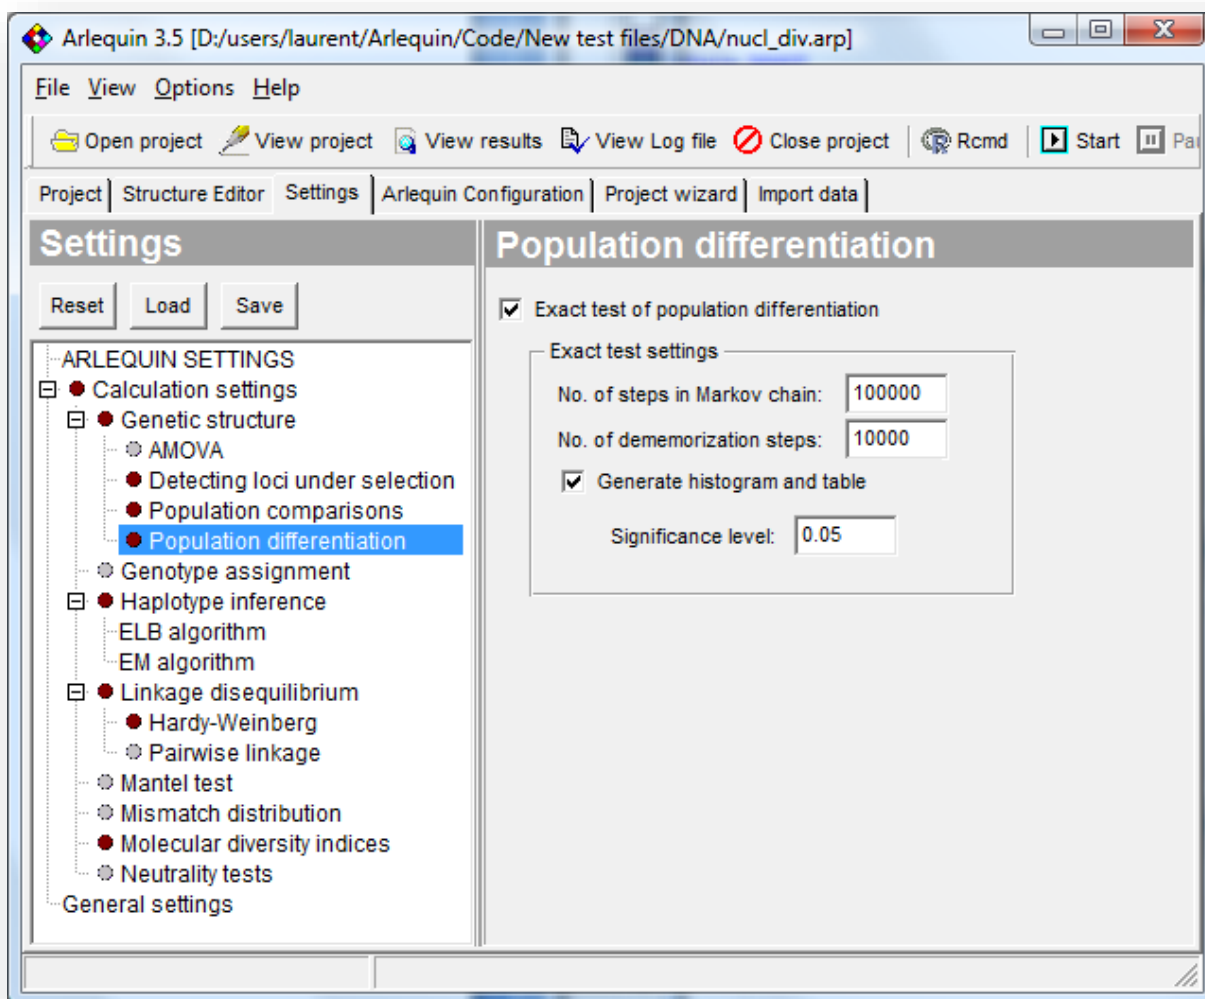 Arlequin 3.5 [D:/users/laurent/Arlequin/Code/New test files/DNA/nucl_div.arp]
File View Options Help
Open project View project View results View Log file Close project Rcmd Start
Project Structure Editor Settings Arlequin Configuration Project wizard Import data
Settings
Reset Load Save
ARLEQUIN SETTINGS
Calculation settings
Genetic structure
AMOVA
Detecting loci under selection
Population comparisons
Population differentiation
Genotype assignment
Haplotype inference
ELB algorithm
EM algorithm
Linkage disequilibrium
Hardy-Weinberg
Pairwise linkage
Mantel test
Mismatch distribution
Molecular diversity indices
Neutrality tests
General settings
Population differentiation
Exact test of population differentiation
Exact test settings
No. of steps in Markov chain: 100000
No. of dememorization steps: 10000
Generate histogram and table
Significance level: 0.05